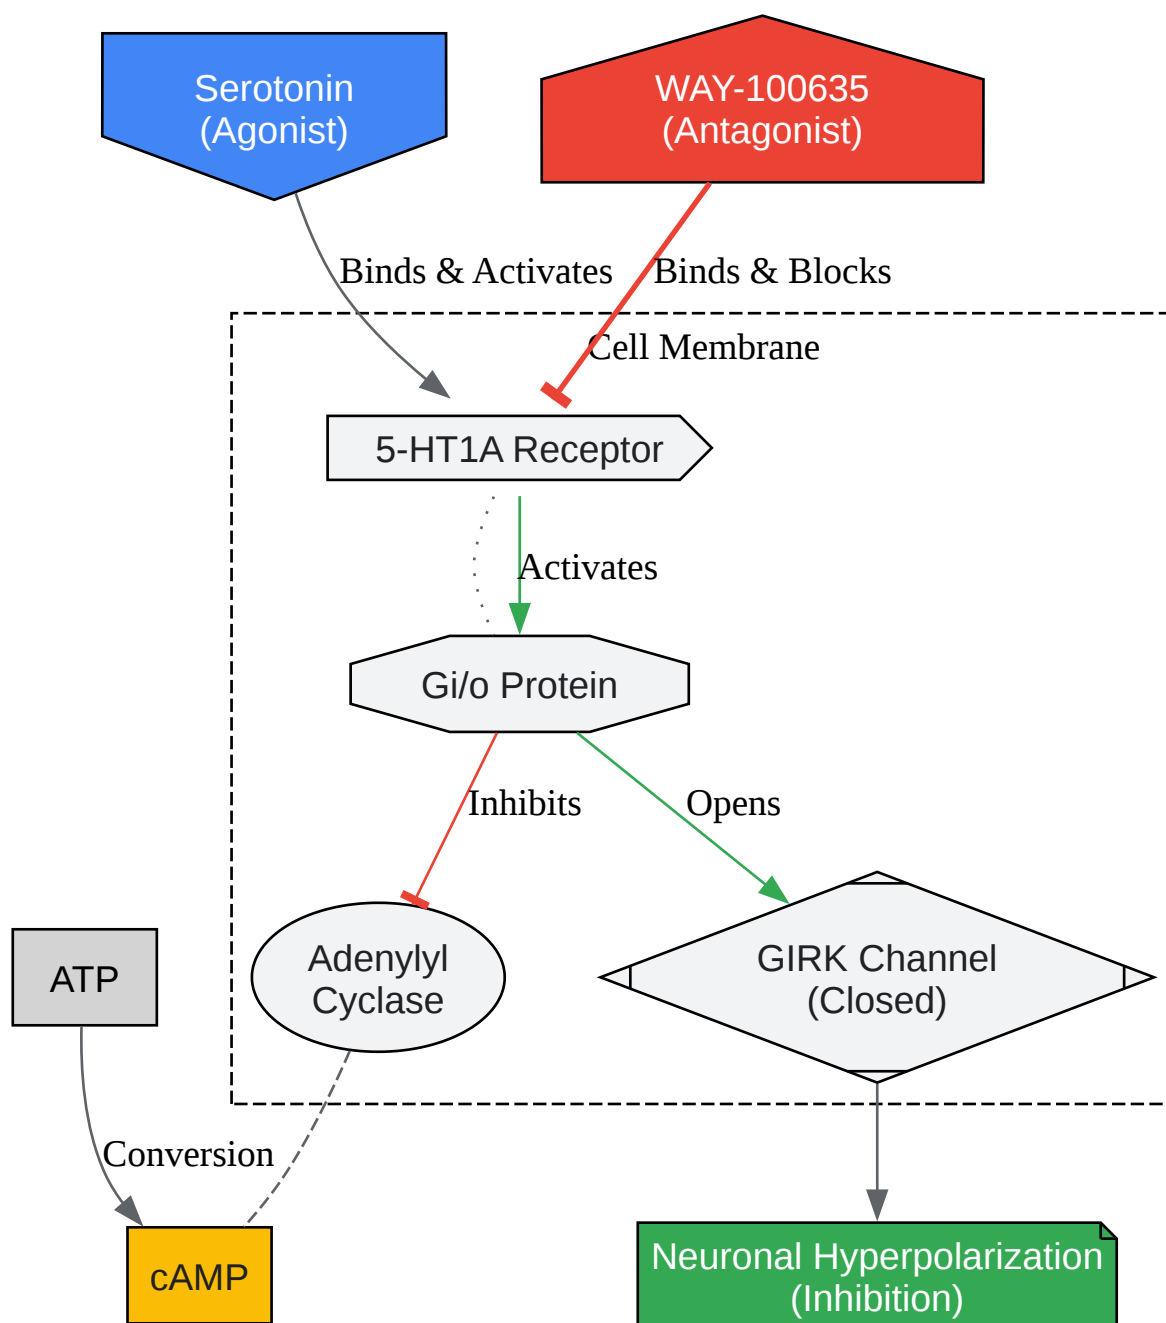 Serotonin
(Agonist)
WAY-100635
(Antagonist)
Binds & Activates
Binds & Blocks
Cell Membrane
5-HT1A Receptor
Activates
Gi/o Protein
Inhibits
Opens
ATP
Adenylyl
Cyclase
GIRK Channel
(Closed)
Conversion
cAMP
Neuronal Hyperpolarization
(Inhibition)